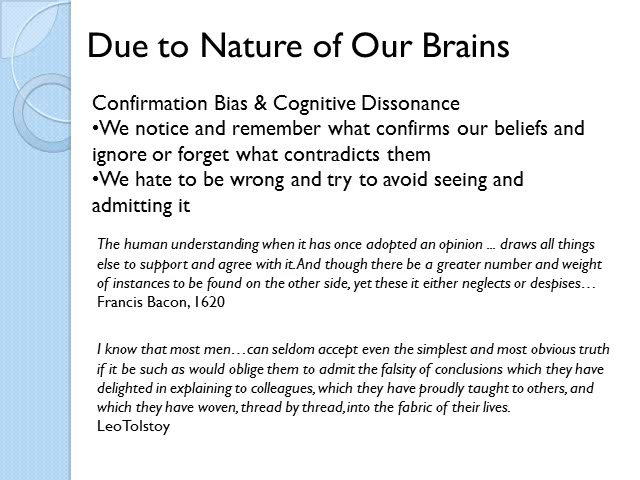 Due to Nature of Our Brains
Confirmation Bias & Cognitive Dissonance
•We notice and remember what confirms our beliefs and
ignore or forget what contradicts them
•We hate to be wrong and try to avoid seeing and
admitting it
The human understanding when it has once adopted an opinion ... draws all things
else to support and agree with it. And though there be a greater number and weight
of instances to be found on the other side, yet these it either neglects or despises…
Francis Bacon, 1620
I know that most men…can seldom accept even the simplest and most obvious truth
if it be such as would oblige them to admit the falsity of conclusions which they have
delighted in explaining to colleagues, which they have proudly taught to others, and
which they have woven, thread by thread, into the fabric of their lives.
LeoTolstoy